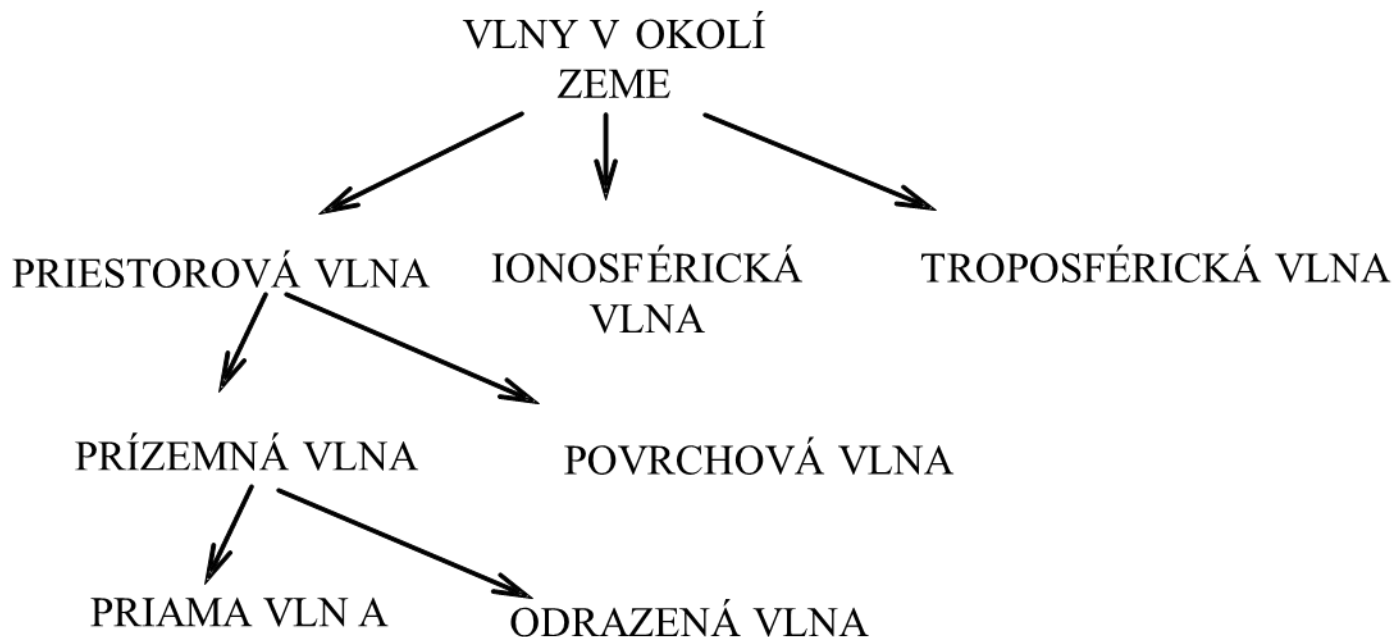 VLNY V OKOLÍ
ZEME
PRIESTOROVÁ VLNA
IONOSFÉRICKÁ
VLNA
TROPOSFÉRICKÁ VLNA
PRÍZEMNÁ VLNA
POVRCHOVÁ VLNA
PRIAMA VLN A
ODRAZENÁ VLNA